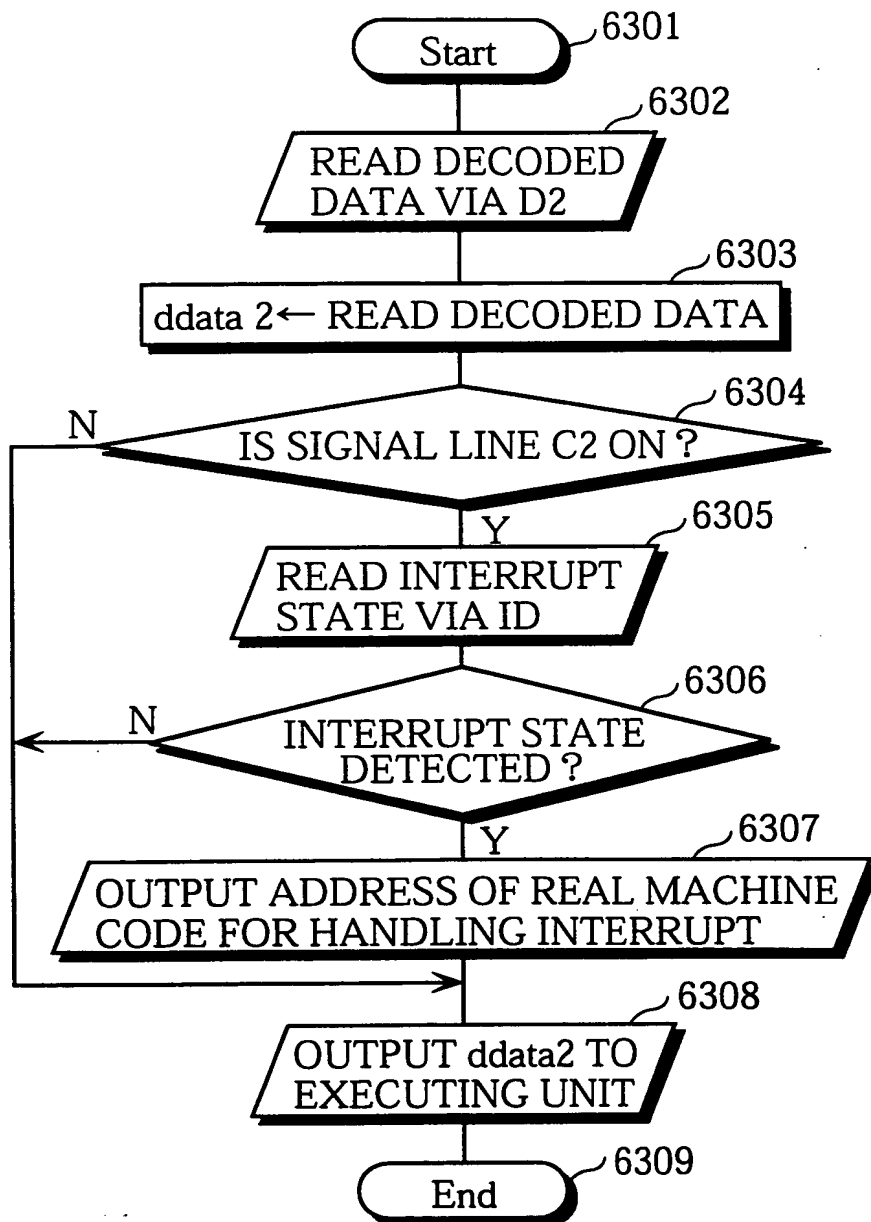 Start
6301
6302
READ DECODED
DATA VIA D2
6303
ddata 2← READ DECODED DATA
6304
N
IS SIGNAL LINE C2 ON ?
Y
6305
READ INTERRUPT
STATE VIA ID
6306
N
INTERRUPT STATE
DETECTED ?
Y
6307
OUTPUT ADDRESS OF REAL MACHINE
CODE FOR HANDLING INTERRUPT
6308
OUTPUT ddata2 TO
EXECUTING UNIT
6309
End